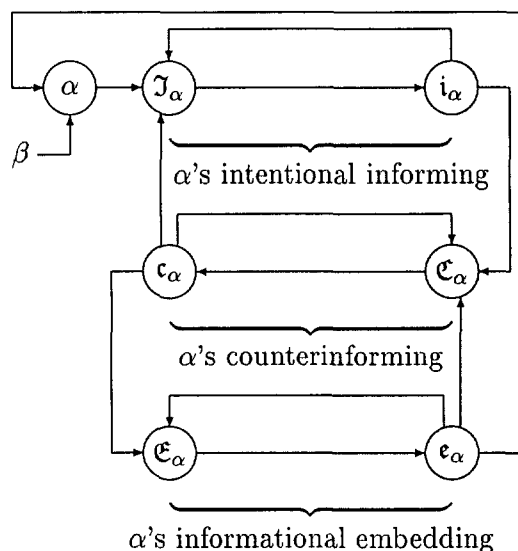 α ℑ_α i_α
β
α's intentional informing
𝔠_α ℭ_α
α's counterinforming
𝔈_α 𝔢_α
α's informational embedding